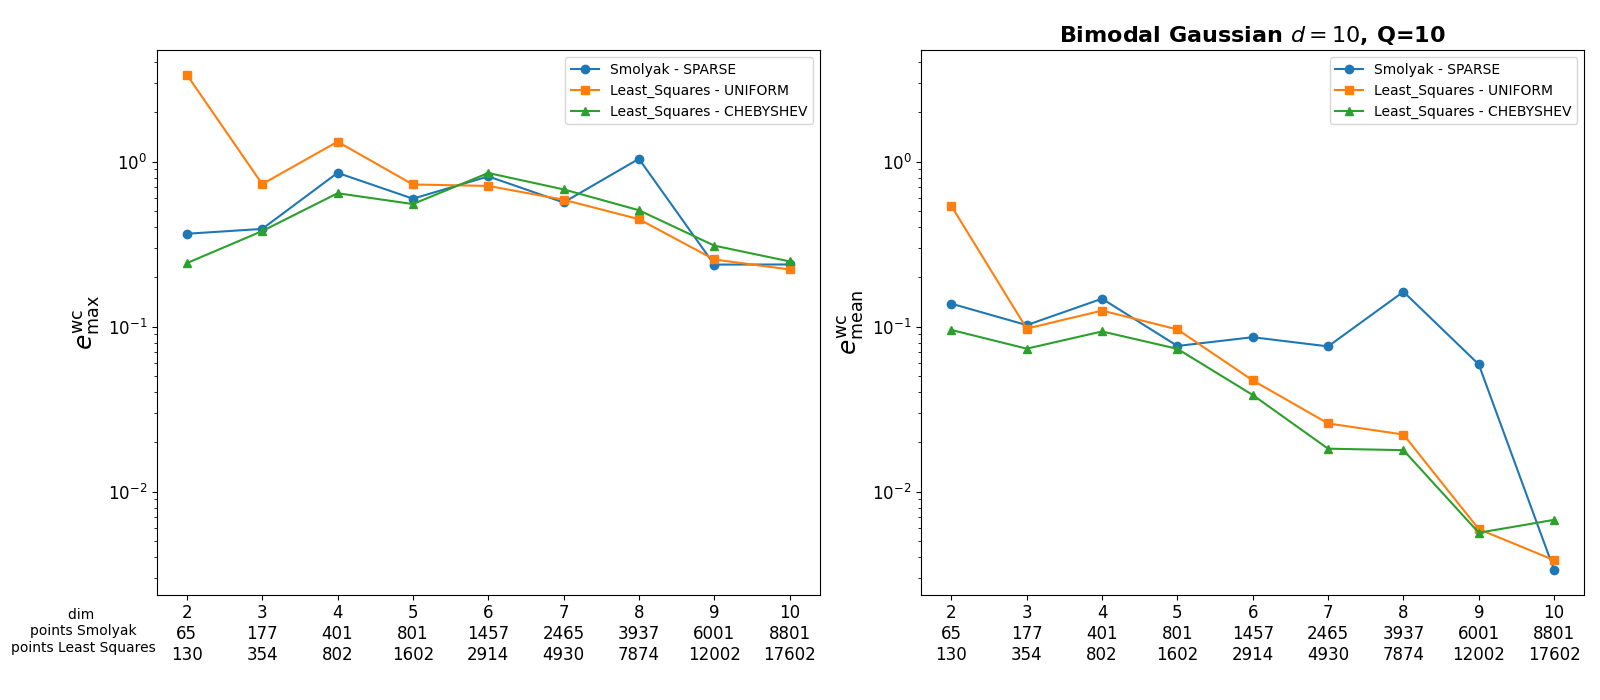 Bimodal Gaussian d = 10, Q=10
Smolyak - SPARSE
Least_Squares - UNIFORM
Least_Squares - CHEBYSHEV
10⁰
10⁻¹
10⁻²
e^wc_max
Smolyak - SPARSE
Least_Squares - UNIFORM
Least_Squares - CHEBYSHEV
10⁰
10⁻¹
10⁻²
e^wc_mean
dim
2 3 4 5 6 7 8 9 10
points Smolyak
65 177 401 801 1457 2465 3937 6001 8801
points Least Squares
130 354 802 1602 2914 4930 7874 12002 17602
2 3 4 5 6 7 8 9 10
65 177 401 801 1457 2465 3937 6001 8801
130 354 802 1602 2914 4930 7874 12002 17602